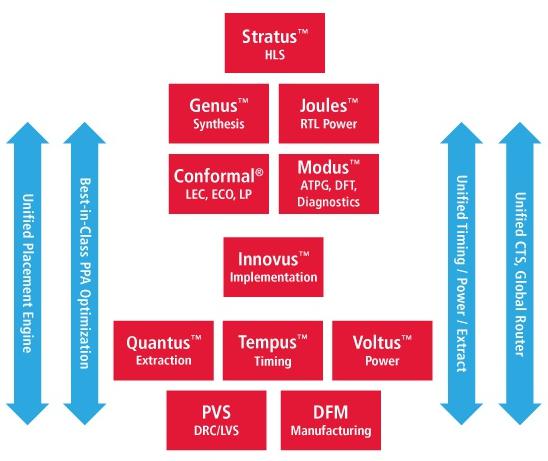 Stratus™
HLS
Genus™
Synthesis
Joules™
RTL Power
Conformal®
LEC, ECO, LP
Modus™
ATPG, DFT,
Diagnostics
Innovus™
Implementation
Quantus™
Extraction
Tempus™
Timing
Voltus™
Power
PVS
DRC/LVS
DFM
Manufacturing
Unified Placement Engine
Best-in-Class PPA Optimization
Unified Timing / Power / Extract
Unified CTS, Global Router